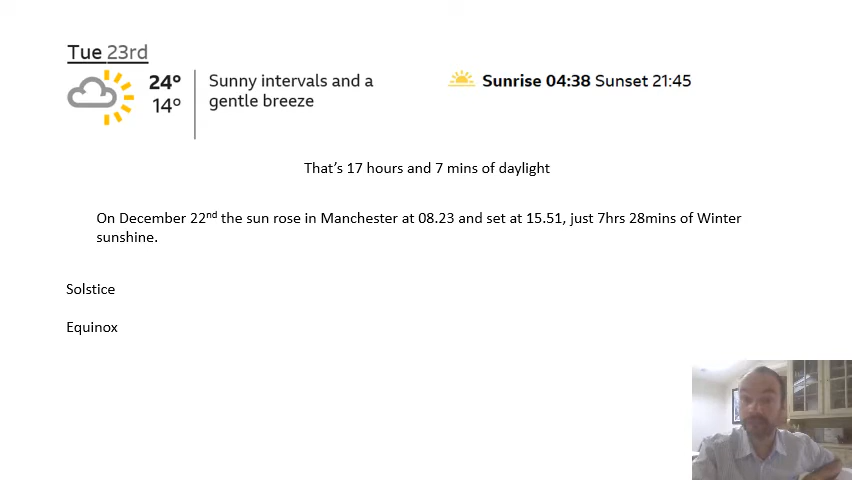 Tue 23rd
24°
14°
Sunny intervals and a
gentle breeze
Sunrise 04:38 Sunset 21:45
That's 17 hours and 7 mins of daylight
On December 22nd the sun rose in Manchester at 08.23 and set at 15.51, just 7hrs 28mins of Winter
sunshine.
Solstice
Equinox